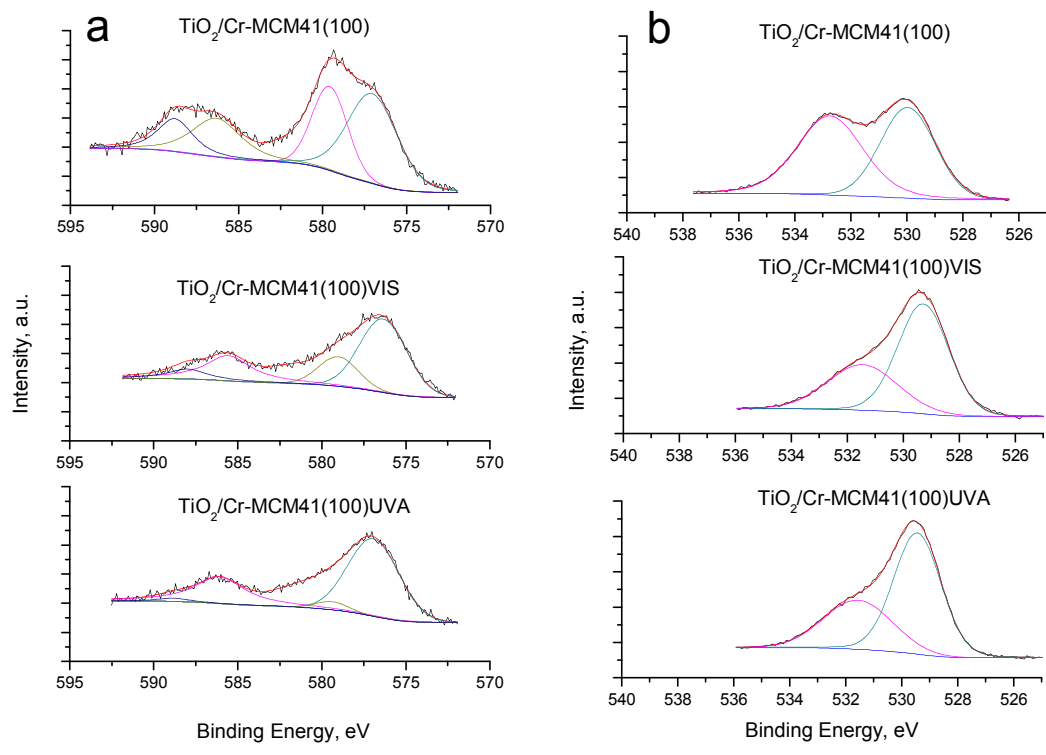 a
TiO2/Cr-MCM41(100)
595 590 585 580 575 570
TiO2/Cr-MCM41(100)VIS
595 590 585 580 575 570
TiO2/Cr-MCM41(100)UVA
595 590 585 580 575 570
Intensity, a.u.
Binding Energy, eV
b
TiO2/Cr-MCM41(100)
540 538 536 534 532 530 528 526
TiO2/Cr-MCM41(100)VIS
540 538 536 534 532 530 528 526
TiO2/Cr-MCM41(100)UVA
540 538 536 534 532 530 528 526
Intensity, a.u.
Binding Energy, eV